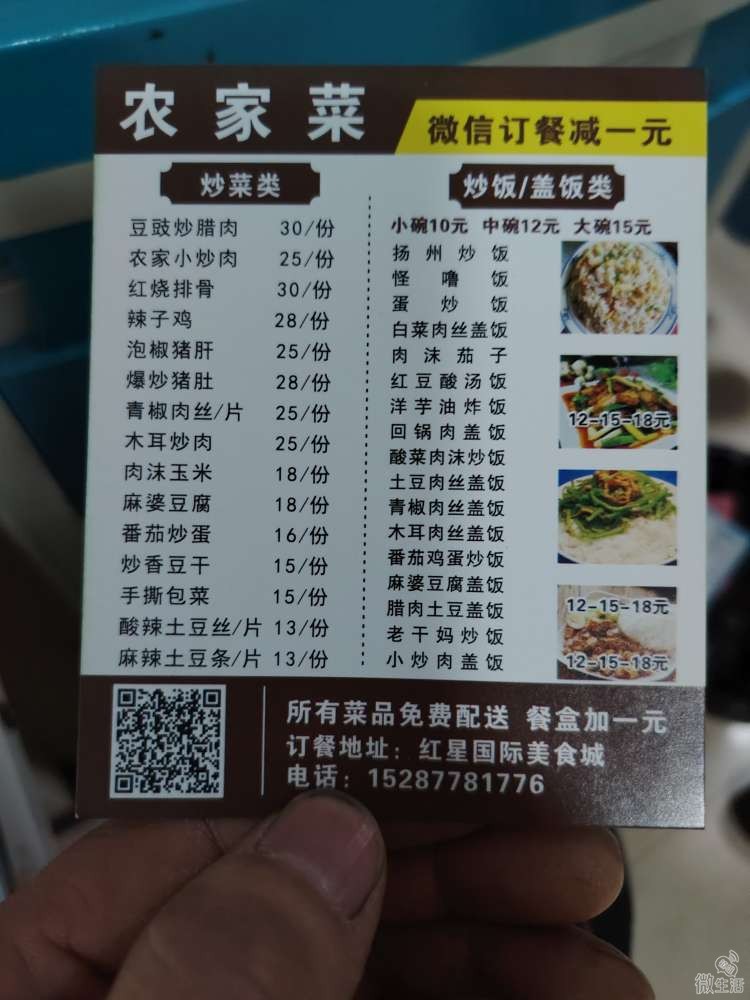 农家菜
微信订餐减一元
炒菜类
豆豉炒腊肉 30/份
农家小炒肉 25/份
红烧排骨 30/份
辣子鸡 28/份
泡椒猪肝 25/份
爆炒猪肚 28/份
青椒肉丝/片 25/份
木耳炒肉 25/份
肉沫玉米 18/份
麻婆豆腐 18/份
番茄炒蛋 16/份
炒香豆干 15/份
手撕包菜 15/份
酸辣土豆丝/片 13/份
麻辣土豆条/片 13/份
炒饭/盖饭类
小碗10元 中碗12元 大碗15元
扬州炒饭
怪噜饭
蛋炒饭
白菜肉丝盖饭
肉沫茄子
红豆酸汤饭
洋芋油炸饭
回锅肉盖饭
酸菜肉沫炒饭
土豆肉丝盖饭
青椒肉丝盖饭
木耳肉丝盖饭
番茄鸡蛋炒饭
麻婆豆腐盖饭
腊肉土豆盖饭
老干妈炒饭
小炒肉盖饭
12-15-18元
12-15-18元
12-15-18元
所有菜品免费配送 餐盒加一元
订餐地址：红星国际美食城
电话：15287781776
微生活